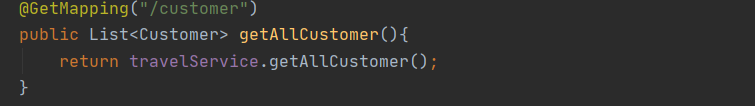 @GetMapping("/customer")
public List<Customer> getAllCustomer(){
    return travelService.getAllCustomer();
}